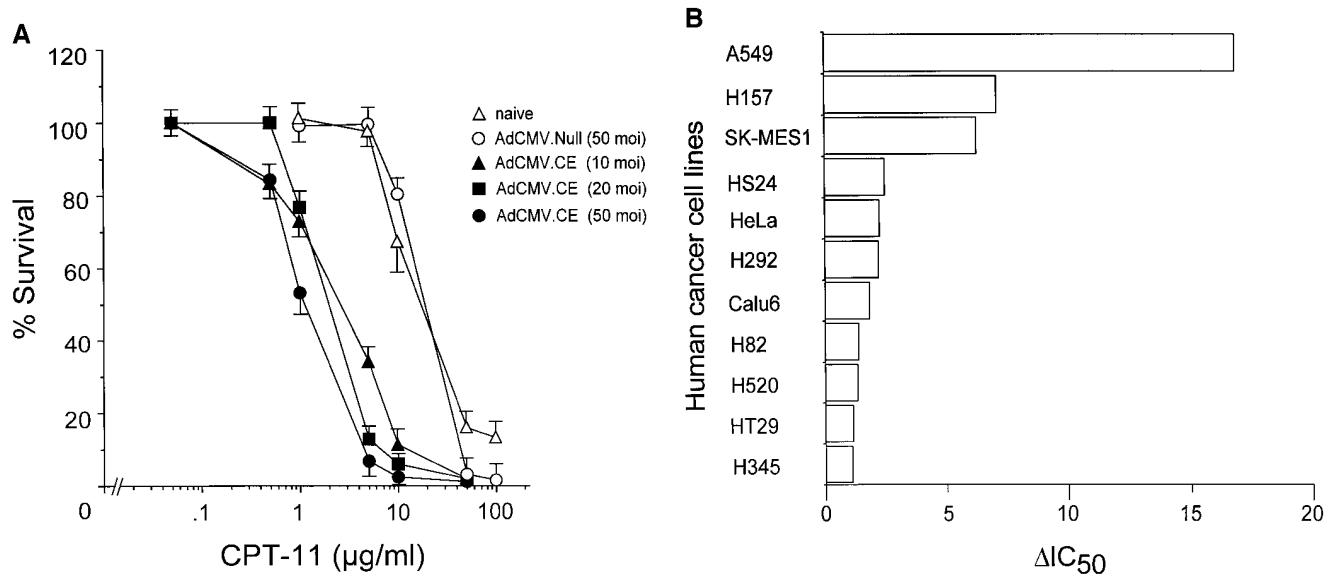 A
120
100
80
60
40
20
0
% Survival
.1 1 10 100
CPT-11 (µg/ml)
naive
AdCMV.Null (50 moi)
AdCMV.CE (10 moi)
AdCMV.CE (20 moi)
AdCMV.CE (50 moi)
B
Human cancer cell lines
A549
H157
SK-MES1
HS24
HeLa
H292
Calu6
H82
H520
HT29
H345
0 5 10 15 20
ΔIC50